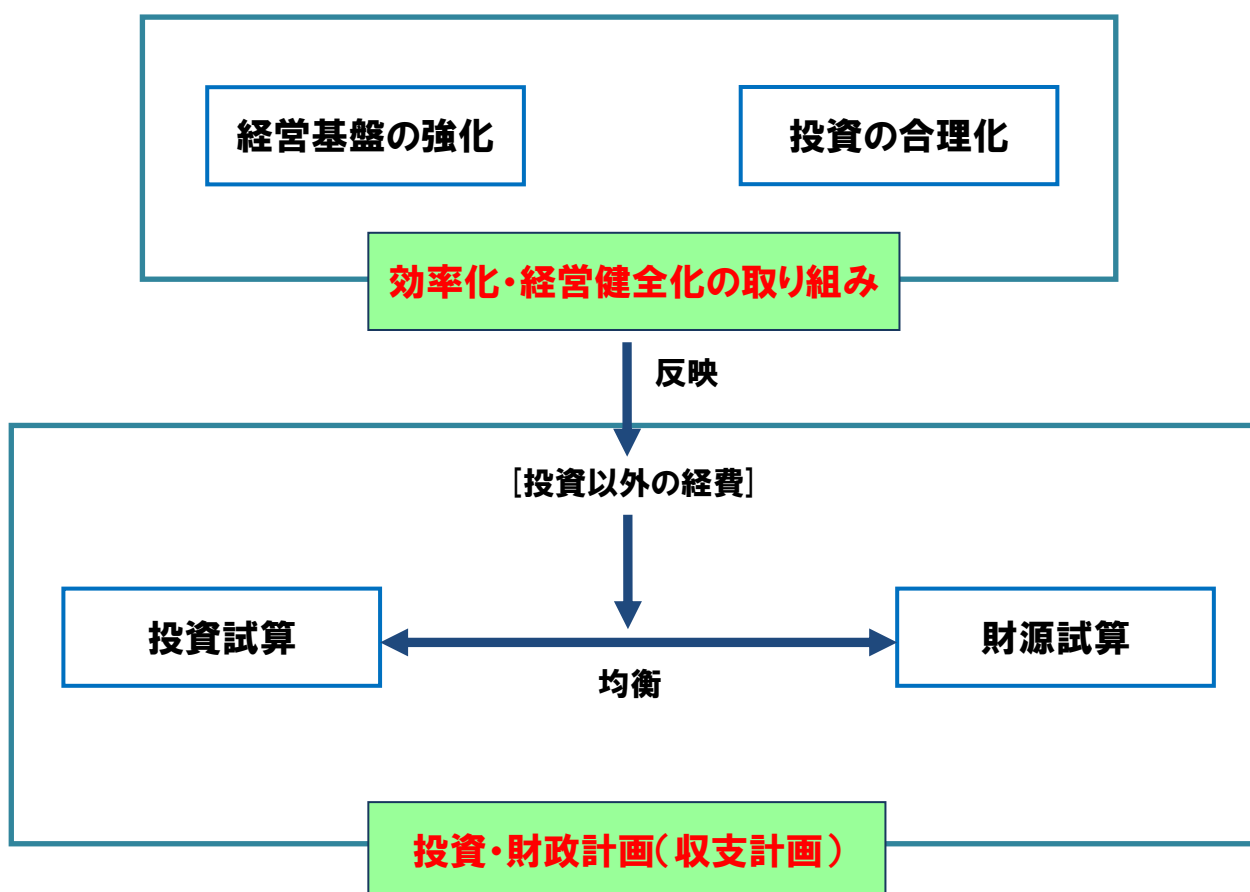 経営基盤の強化
投資の合理化
効率化・経営健全化の取り組み
反映
[投資以外の経費]
投資試算
財源試算
均衡
投資・財政計画(収支計画)